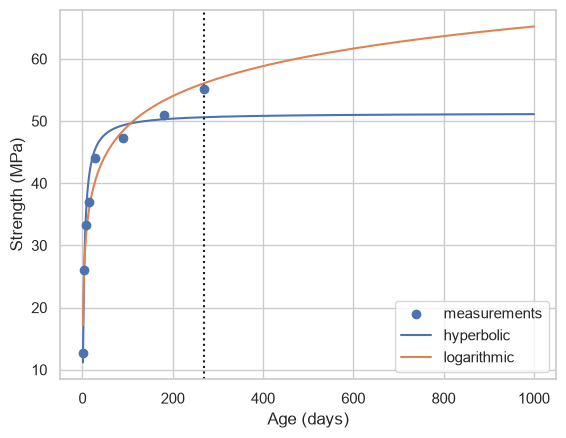 60
50
40
30
20
10
Strength (MPa)
measurements
hyperbolic
logarithmic
0 200 400 600 800 1000
Age (days)